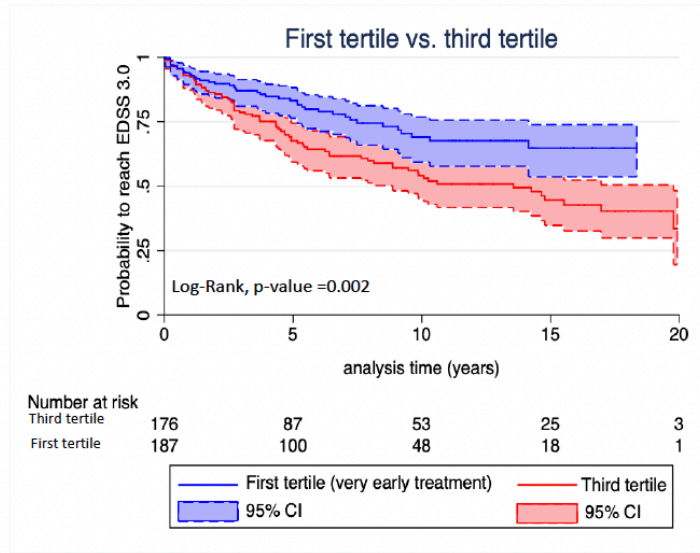 First tertile vs. third tertile
Probability to reach EDSS 3.0
1
.75
.5
.25
0
Log-Rank, p-value =0.002
0 5 10 15 20
analysis time (years)
Number at risk
Third tertile 176 87 53 25 3
First tertile 187 100 48 18 1
First tertile (very early treatment) Third tertile
95% CI 95% CI